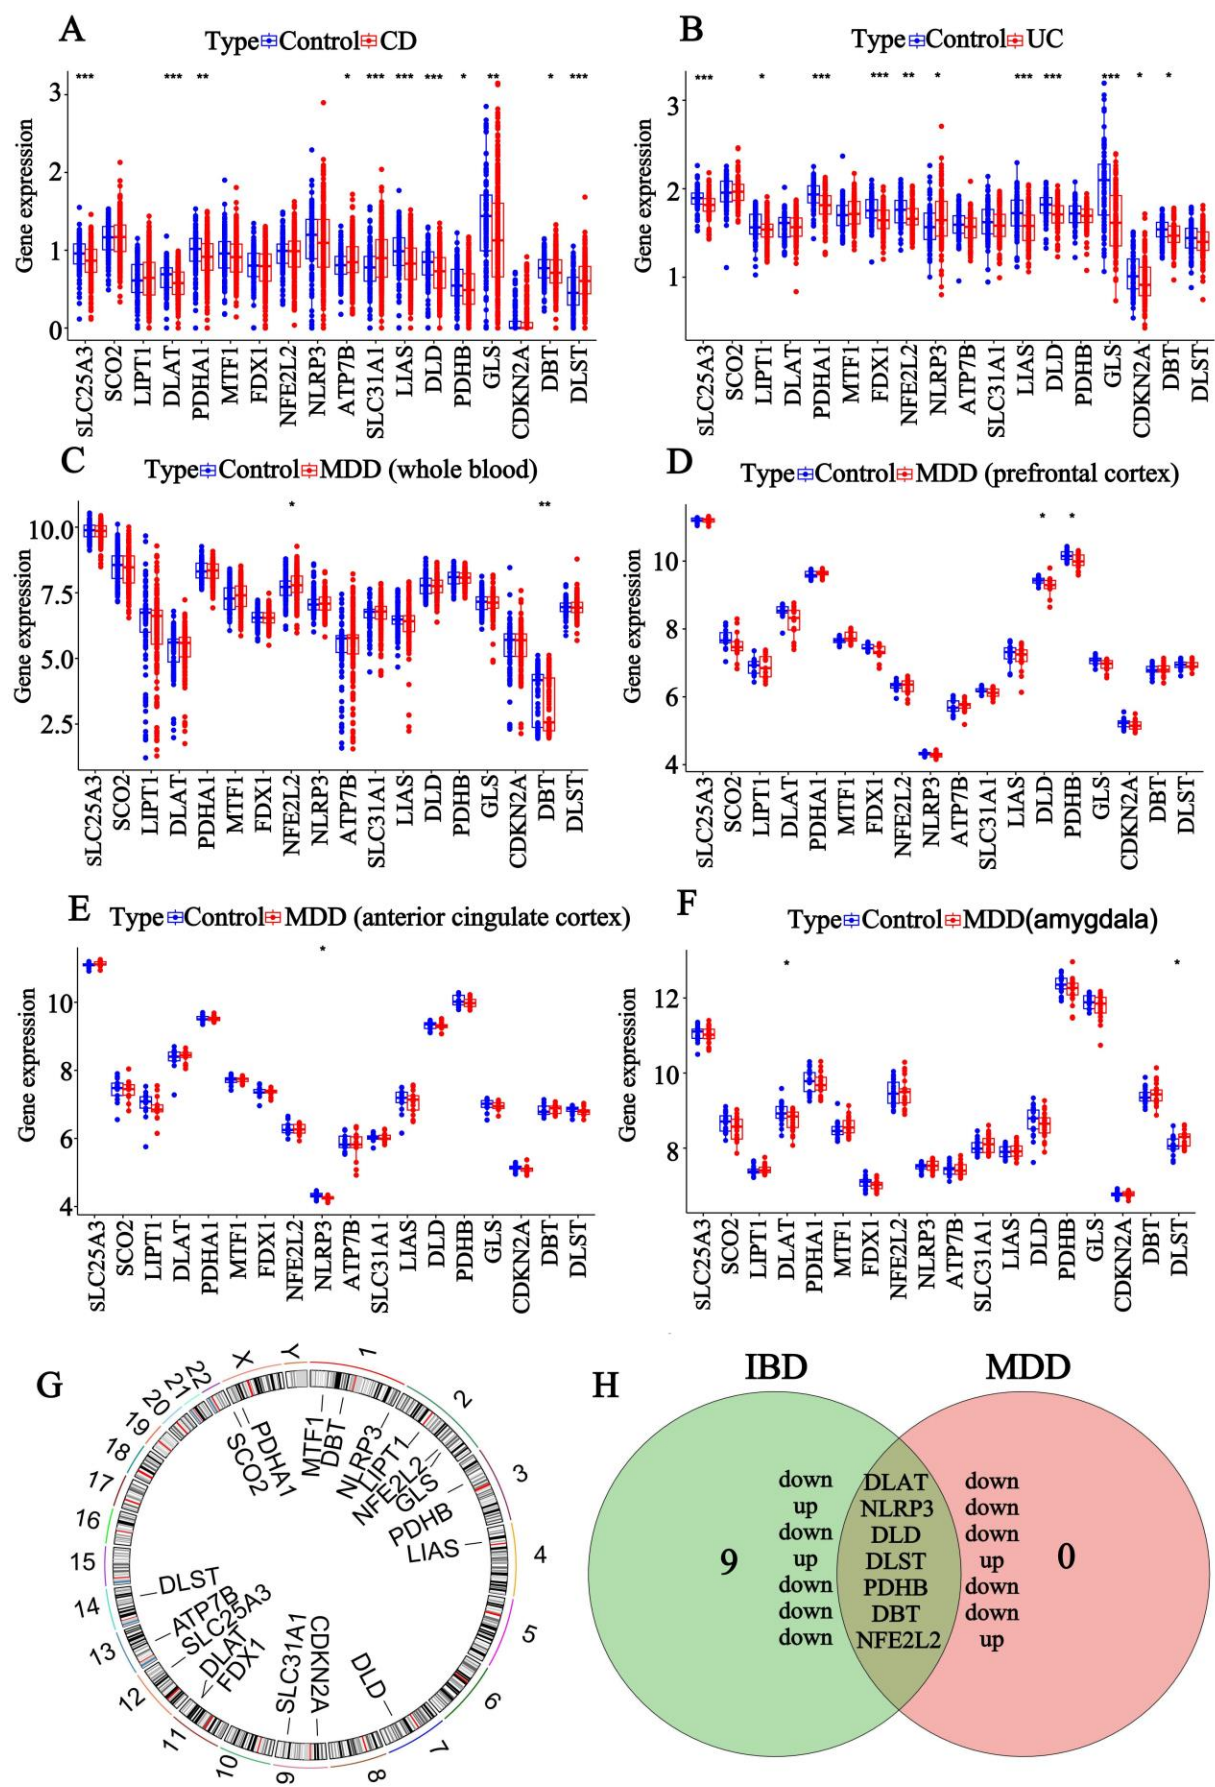 A
Type Control CD
*** *** ** * *** *** *** * ** * ***
Gene expression
3
2
1
0
SLC25A3 SCO2 LIPT1 DLAT PDHA1 MTF1 FDX1 NFE2L2 NLRP3 ATP7B SLC31A1 LIAS DLD PDHB GLS CDKN2A DBT DLST
B
Type Control UC
*** * *** *** ** * *** *** *** * *
Gene expression
3
2
1
SLC25A3 SCO2 LIPT1 DLAT PDHA1 MTF1 FDX1 NFE2L2 NLRP3 ATP7B SLC31A1 LIAS DLD PDHB GLS CDKN2A DBT DLST
C
Type Control MDD (whole blood)
* **
Gene expression
10.0
7.5
5.0
2.5
SLC25A3 SCO2 LIPT1 DLAT PDHA1 MTF1 FDX1 NFE2L2 NLRP3 ATP7B SLC31A1 LIAS DLD PDHB GLS CDKN2A DBT DLST
D
Type Control MDD (prefrontal cortex)
* *
Gene expression
10
8
6
4
SLC25A3 SCO2 LIPT1 DLAT PDHA1 MTF1 FDX1 NFE2L2 NLRP3 ATP7B SLC31A1 LIAS DLD PDHB GLS CDKN2A DBT DLST
E
Type Control MDD (anterior cingulate cortex)
*
Gene expression
10
8
6
4
SLC25A3 SCO2 LIPT1 DLAT PDHA1 MTF1 FDX1 NFE2L2 NLRP3 ATP7B SLC31A1 LIAS DLD PDHB GLS CDKN2A DBT DLST
F
Type Control MDD(amygdala)
* *
Gene expression
12
10
8
SLC25A3 SCO2 LIPT1 DLAT PDHA1 MTF1 FDX1 NFE2L2 NLRP3 ATP7B SLC31A1 LIAS DLD PDHB GLS CDKN2A DBT DLST
G
1
2
3
4
5
6
7
8
9
10
11
12
13
14
15
16
17
18
19
20
21
22
X
Y
MTF1
DBT
NLRP3
LIPT1
NFE2L2
GLS
PDHB
LIAS
DLD
CDKN2A
SLC31A1
FDX1
DLAT
SLC25A3
ATP7B
DLST
SCO2
PDHA1
H
IBD MDD
down DLAT down
up NLRP3 down
down DLD down
up DLST up
down PDHB down
down DBT down
down NFE2L2 up
9
0